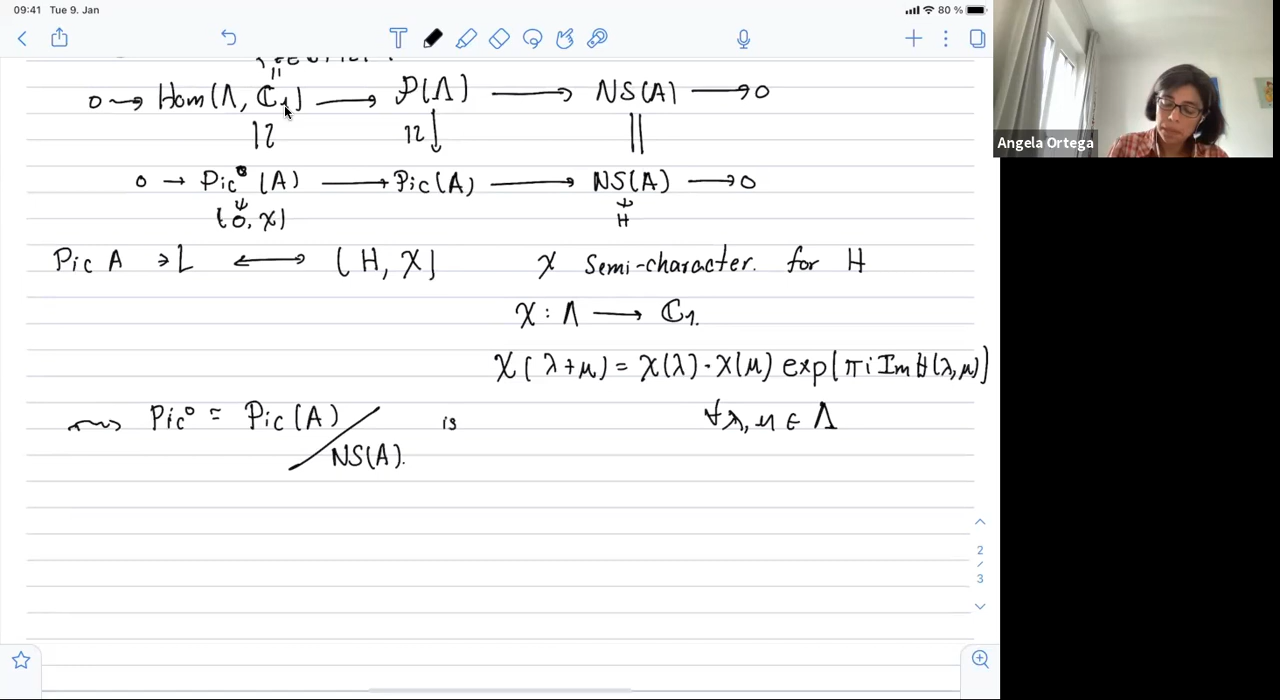 09:41 Tue 9. Jan 80 %
0 → Hom(Λ, ℂ₁) → 𝒫(Λ) → NS(A) → 0
0 → Pic⁰(A) → Pic(A) → NS(A) → 0
(0, χ) H
Pic A ∋ L ↔ (H, χ) χ Semi-character. for H
χ : Λ → ℂ₁.
χ(λ+μ) = χ(λ)·χ(μ) exp(πi Im H(λ,μ))
⇝ Pic⁰ = Pic(A)/NS(A). is ∀λ, μ ∈ Λ
2/3
Angela Ortega